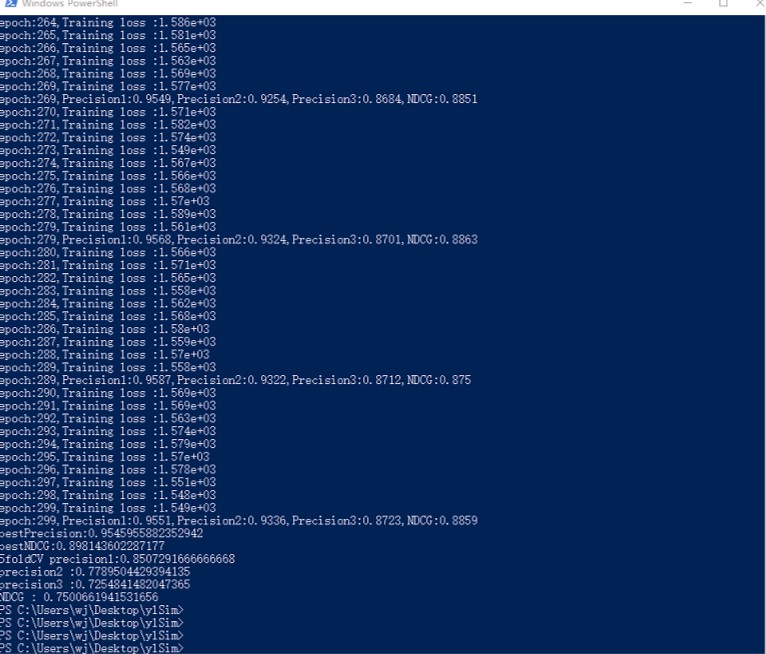 Windows PowerShell
epoch:264,Training loss :1.586e+03
epoch:265,Training loss :1.581e+03
epoch:266,Training loss :1.565e+03
epoch:267,Training loss :1.563e+03
epoch:268,Training loss :1.569e+03
epoch:269,Training loss :1.577e+03
epoch:269,Precision1:0.9549,Precision2:0.9254,Precision3:0.8684,NDCG:0.8851
epoch:270,Training loss :1.571e+03
epoch:271,Training loss :1.582e+03
epoch:272,Training loss :1.574e+03
epoch:273,Training loss :1.549e+03
epoch:274,Training loss :1.567e+03
epoch:275,Training loss :1.566e+03
epoch:276,Training loss :1.568e+03
epoch:277,Training loss :1.57e+03
epoch:278,Training loss :1.589e+03
epoch:279,Training loss :1.561e+03
epoch:279,Precision1:0.9568,Precision2:0.9324,Precision3:0.8701,NDCG:0.8863
epoch:280,Training loss :1.566e+03
epoch:281,Training loss :1.571e+03
epoch:282,Training loss :1.565e+03
epoch:283,Training loss :1.558e+03
epoch:284,Training loss :1.562e+03
epoch:285,Training loss :1.568e+03
epoch:286,Training loss :1.58e+03
epoch:287,Training loss :1.559e+03
epoch:288,Training loss :1.57e+03
epoch:289,Training loss :1.558e+03
epoch:289,Precision1:0.9587,Precision2:0.9322,Precision3:0.8712,NDCG:0.875
epoch:290,Training loss :1.569e+03
epoch:291,Training loss :1.569e+03
epoch:292,Training loss :1.563e+03
epoch:293,Training loss :1.574e+03
epoch:294,Training loss :1.579e+03
epoch:295,Training loss :1.57e+03
epoch:296,Training loss :1.578e+03
epoch:297,Training loss :1.551e+03
epoch:298,Training loss :1.548e+03
epoch:299,Training loss :1.549e+03
epoch:299,Precision1:0.9551,Precision2:0.9336,Precision3:0.8723,NDCG:0.8859
bestPrecision:0.9545955882352942
bestNDCG:0.898143602287177
5foldCV precision1:0.8507291666666668
precision2 :0.7789504429394135
precision3 :0.7254841482047365
NDCG : 0.7500661941531656
PS C:\Users\wj\Desktop\ylSim>
PS C:\Users\wj\Desktop\ylSim>
PS C:\Users\wj\Desktop\ylSim>
PS C:\Users\wj\Desktop\ylSim>